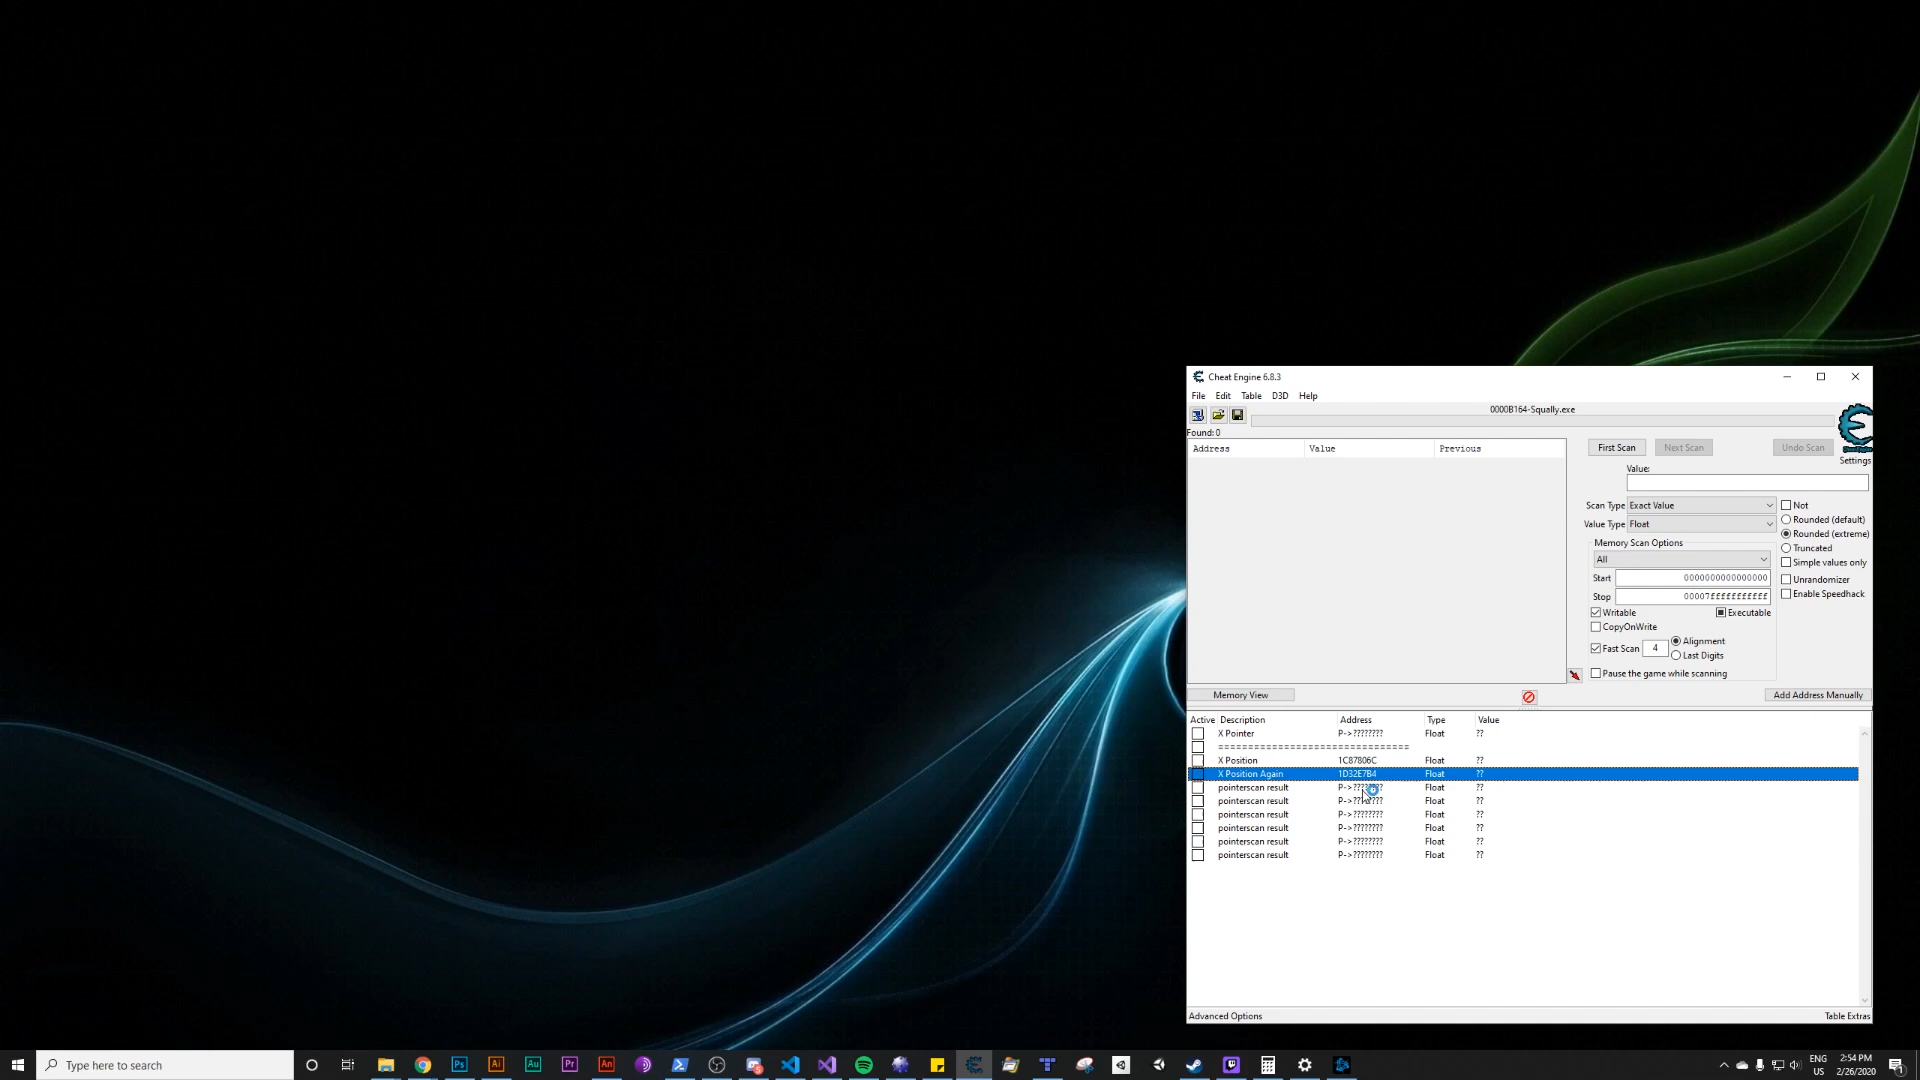 Cheat Engine 6.8.3
File Edit Table D3D Help
0000B164-Squally.exe
Found: 0
Address Value Previous
First Scan Next Scan Undo Scan
Settings
Value:
Scan Type Exact Value
Not
Value Type Float
Rounded (default)
Rounded (extreme)
Truncated
Simple values only
Unrandomizer
Enable Speedhack
Memory Scan Options
All
Start 0000000000000000
Stop 00007fffffffffff
Writable Executable
CopyOnWrite
Fast Scan 4 Alignment
Last Digits
Pause the game while scanning
Memory View
Add Address Manually
Active Description Address Type Value
X Pointer P->???????? Float ??
================================
X Position 1C87806C Float ??
X Position Again 1D32E7B4 Float ??
pointerscan result P->???????? Float ??
pointerscan result P->???????? Float ??
pointerscan result P->???????? Float ??
pointerscan result P->???????? Float ??
pointerscan result P->???????? Float ??
pointerscan result P->???????? Float ??
Advanced Options Table Extras
Type here to search
Ps Ai Au Pr An
ENG
US
2:54 PM
2/26/2020